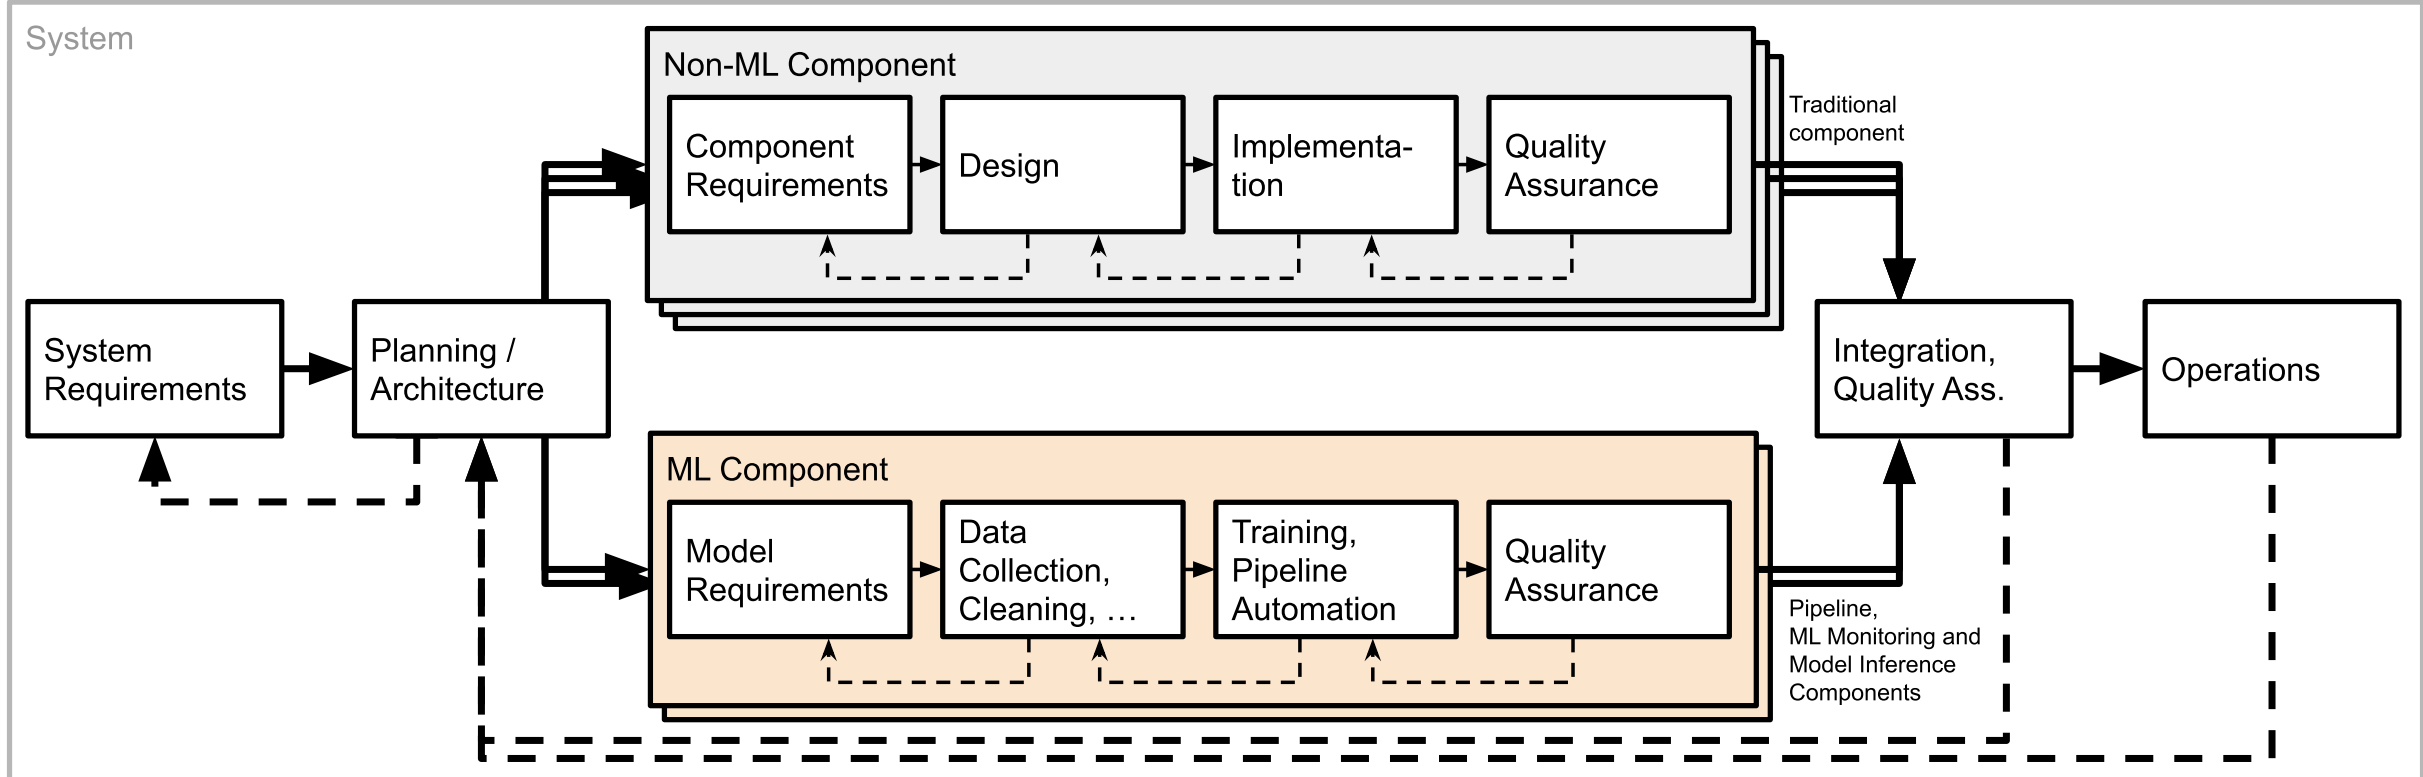 System
Non-ML Component
Component
Requirements
Design
Implementa-
tion
Quality
Assurance
Traditional
component
System
Requirements
Planning /
Architecture
Integration,
Quality Ass.
Operations
ML Component
Model
Requirements
Data
Collection,
Cleaning, …
Training,
Pipeline
Automation
Quality
Assurance
Pipeline,
ML Monitoring and
Model Inference
Components